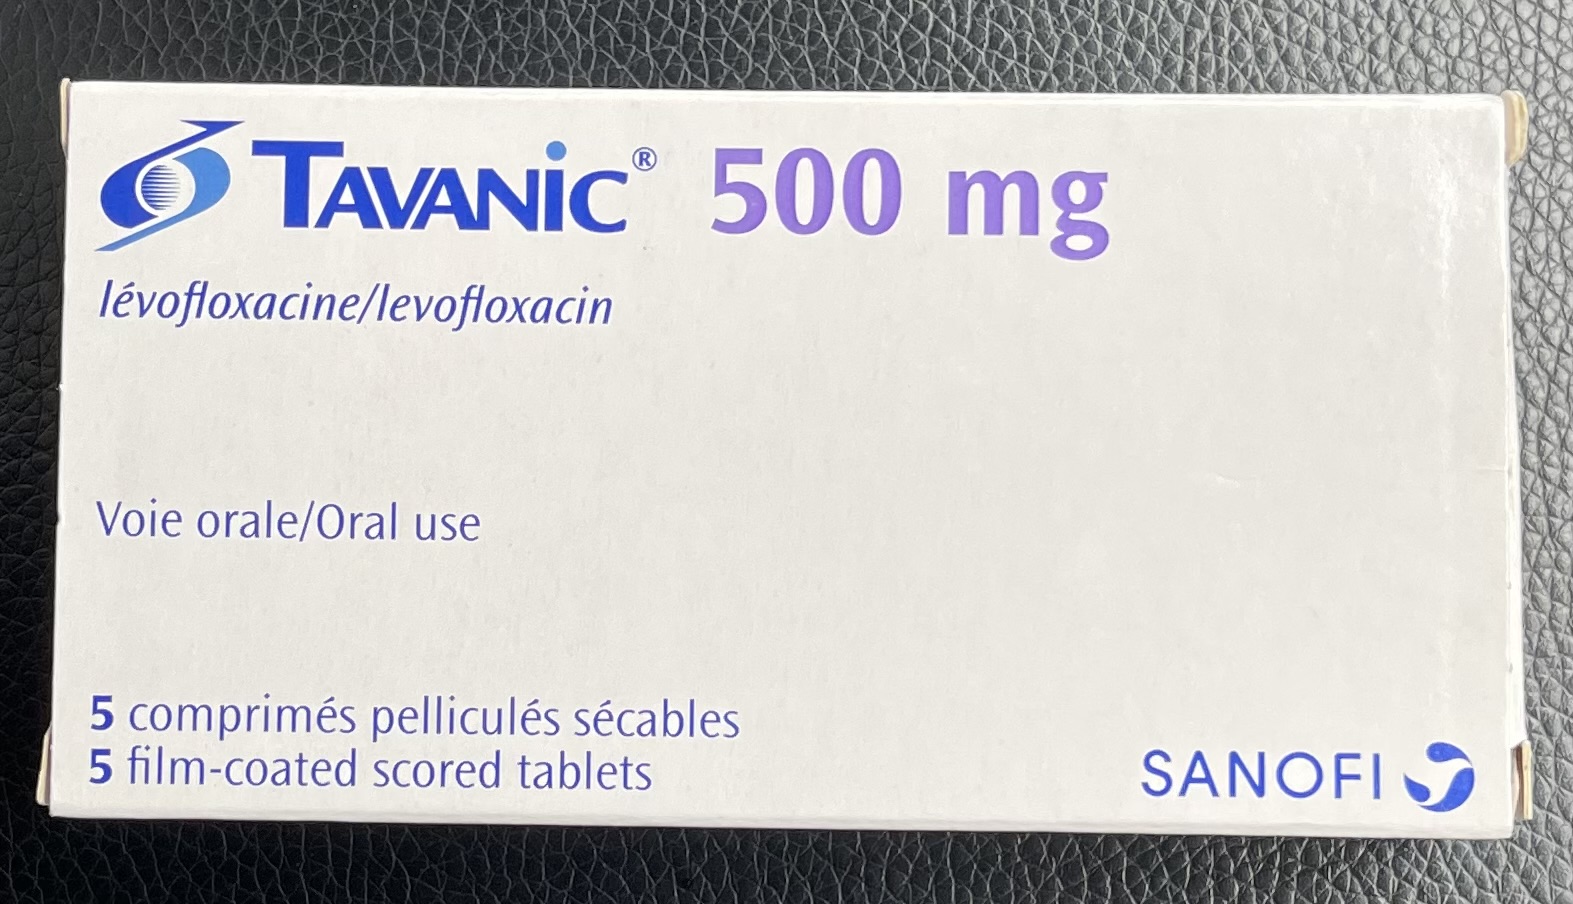 TAVANIC® 500 mg
lévofloxacine/levofloxacin
Voie orale/Oral use
5 comprimés pelliculés sécables
5 film-coated scored tablets
SANOFI